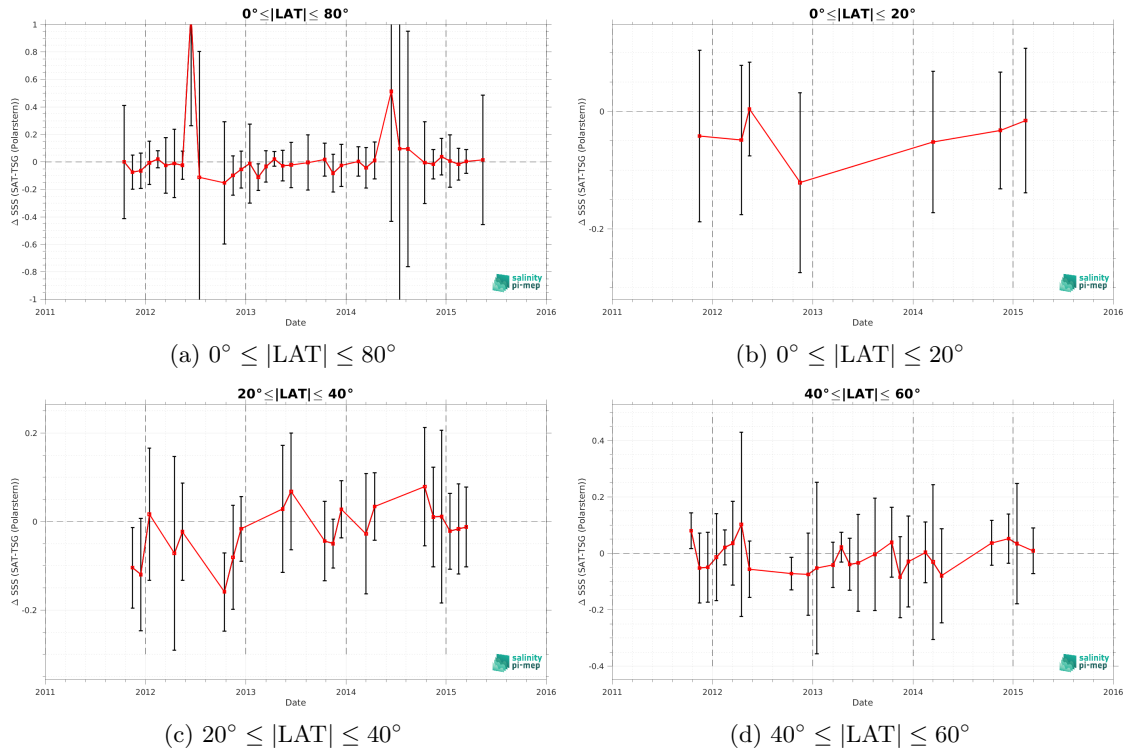 0°≤|LAT|≤ 80°
Δ SSS (SAT-TSG (Polarstern))
1
0.8
0.6
0.4
0.2
0
-0.2
-0.4
-0.6
-0.8
-1
2011
2012
2013
2014
2015
2016
Date
salinity
pi-mep
(a) 0° ≤ |LAT| ≤ 80°
0°≤|LAT|≤ 20°
Δ SSS (SAT-TSG (Polarstern))
0
-0.2
2011
2012
2013
2014
2015
2016
Date
salinity
pi-mep
(b) 0° ≤ |LAT| ≤ 20°
20°≤|LAT|≤ 40°
Δ SSS (SAT-TSG (Polarstern))
0.2
0
-0.2
2011
2012
2013
2014
2015
2016
Date
salinity
pi-mep
(c) 20° ≤ |LAT| ≤ 40°
40°≤|LAT|≤ 60°
Δ SSS (SAT-TSG (Polarstern))
0.4
0.2
0
-0.2
-0.4
2011
2012
2013
2014
2015
2016
Date
salinity
pi-mep
(d) 40° ≤ |LAT| ≤ 60°